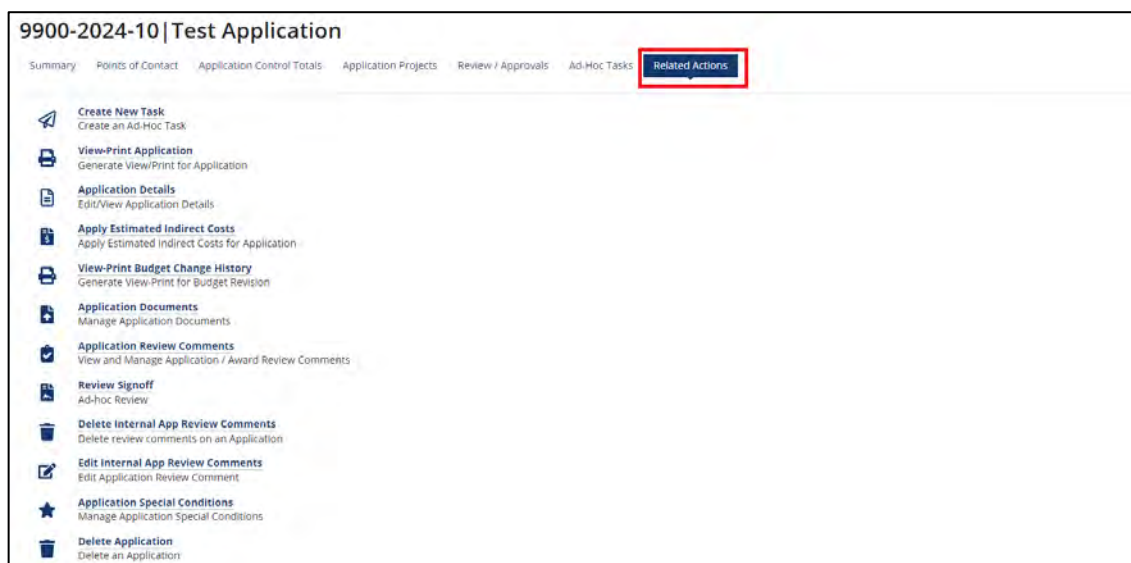 9900-2024-10|Test Application
Summary Points of Contact Application Control Totals Application Projects Review / Approvals Ad-Hoc Tasks Related Actions
Create New Task
Create an Ad-Hoc Task
View-Print Application
Generate View/Print for Application
Application Details
Edit/View Application Details
Apply Estimated Indirect Costs
Apply Estimated Indirect Costs for Application
View-Print Budget Change History
Generate View-Print for Budget Revision
Application Documents
Manage Application Documents
Application Review Comments
View and Manage Application / Award Review Comments
Review Signoff
Ad-hoc Review
Delete Internal App Review Comments
Delete review comments on an Application
Edit Internal App Review Comments
Edit Application Review Comment
Application Special Conditions
Manage Application Special Conditions
Delete Application
Delete an Application